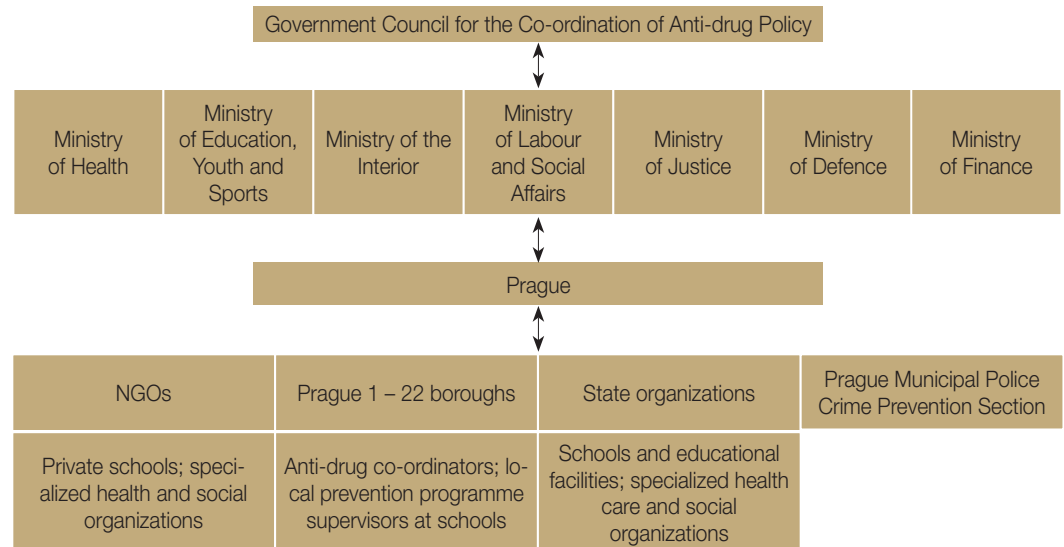 Government Council for the Co-ordination of Anti-drug Policy
Ministry
of Health
Ministry
of Education,
Youth and
Sports
Ministry of the
Interior
Ministry
of Labour
and Social
Affairs
Ministry
of Justice
Ministry
of Defence
Ministry
of Finance
Prague
NGOs
Prague 1 – 22 boroughs
State organizations
Prague Municipal Police
Crime Prevention Section
Private schools; speci-
alized health and social
organizations
Anti-drug co-ordinators; lo-
cal prevention programme
supervisors at schools
Schools and educational
facilities; specialized health
care and social
organizations